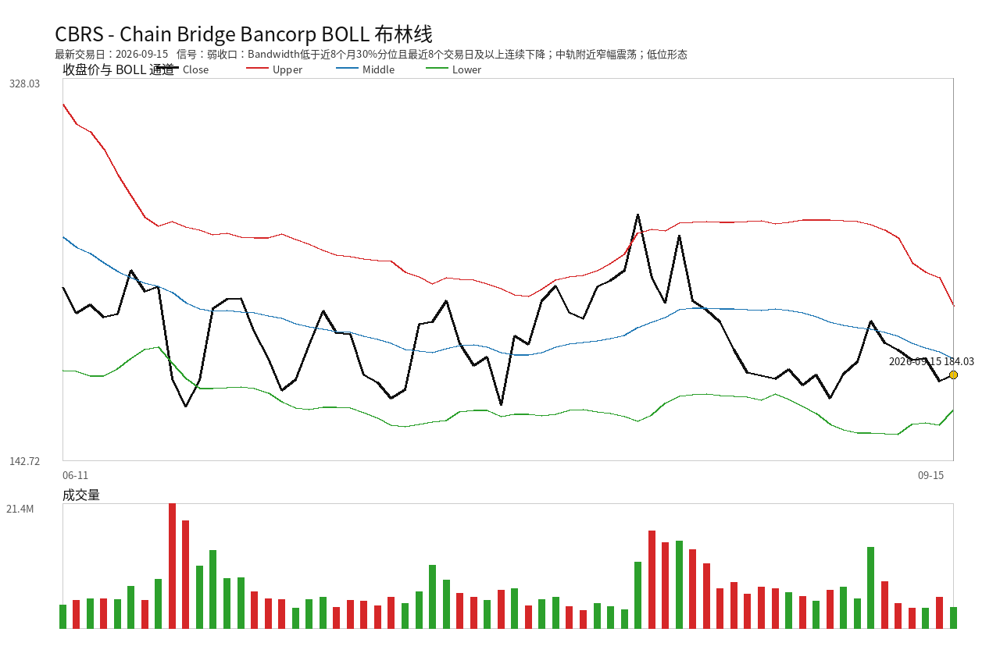 CBRS - Chain Bridge Bancorp BOLL 布林线
最新交易日：2026-09-15 信号：弱收口：Bandwidth低于近8个月30%分位且最近8个交易日及以上连续下降；中轨附近窄幅震荡；低位形态
收盘价与 BOLL 通道 Close Upper Middle Lower
328.03
2026-09-15 184.03
142.72
06-11 09-15
成交量
21.4M